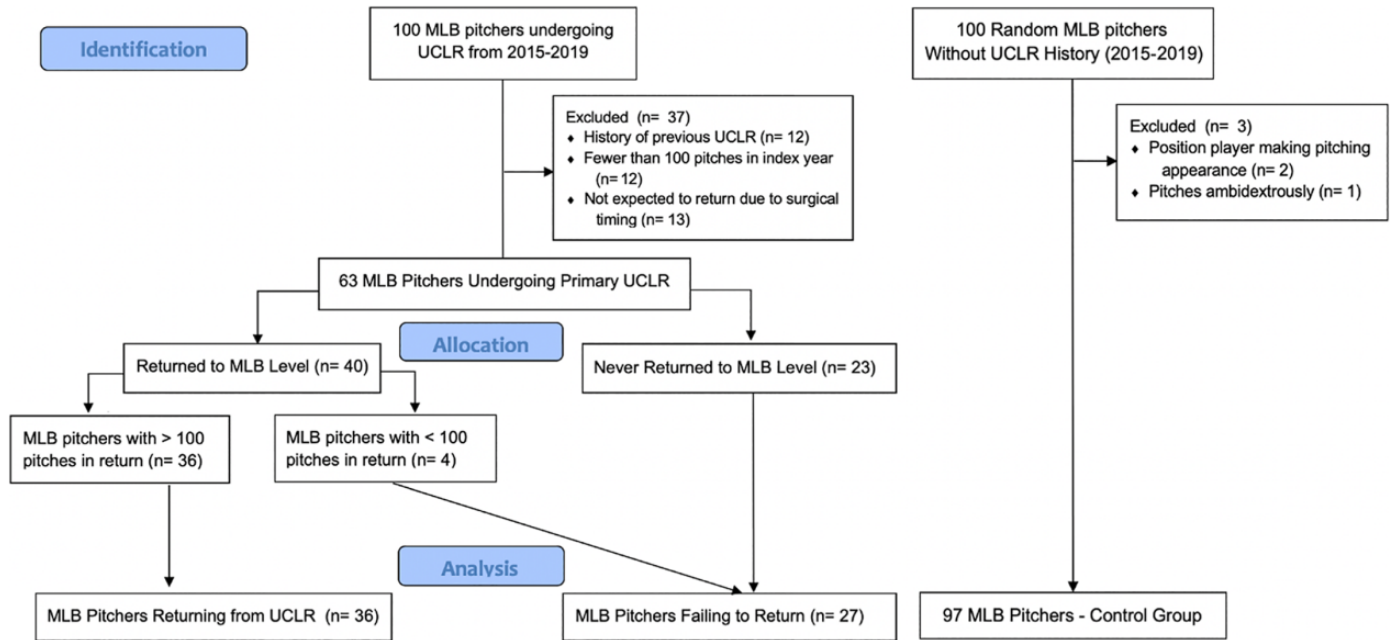 Identification
100 MLB pitchers undergoing
UCLR from 2015-2019
Excluded (n= 37)
♦ History of previous UCLR (n= 12)
♦ Fewer than 100 pitches in index year
(n= 12)
♦ Not expected to return due to surgical
timing (n= 13)
100 Random MLB pitchers
Without UCLR History (2015-2019)
Excluded (n= 3)
♦ Position player making pitching
appearance (n= 2)
♦ Pitches ambidextrously (n= 1)
63 MLB Pitchers Undergoing Primary UCLR
Allocation
Returned to MLB Level (n= 40)
Never Returned to MLB Level (n= 23)
MLB pitchers with > 100
pitches in return (n= 36)
MLB pitchers with < 100
pitches in return (n= 4)
Analysis
MLB Pitchers Returning from UCLR (n= 36)
MLB Pitchers Failing to Return (n= 27)
97 MLB Pitchers - Control Group